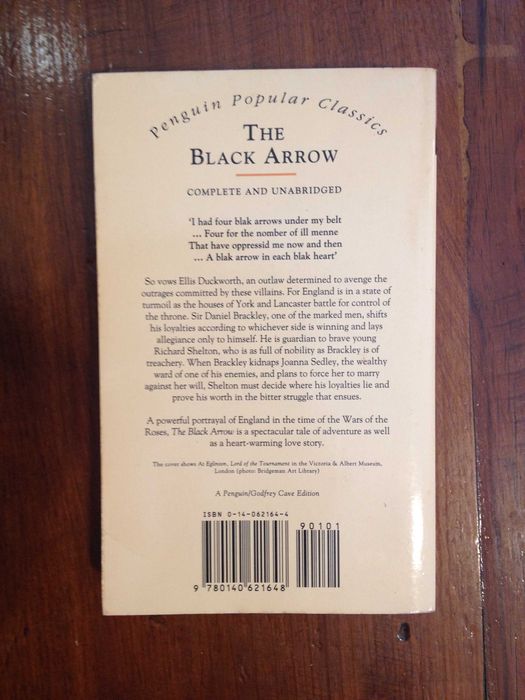 Penguin Popular Classics
THE
BLACK ARROW
COMPLETE AND UNABRIDGED
'I had four blak arrows under my belt
... Four for the nomber of ill menne
That have oppressid me now and then
... A blak arrow in each blak heart'
So vows Ellis Duckworth, an outlaw determined to avenge the
outrages committed by these villains. For England is in a state of
turmoil as the houses of York and Lancaster battle for control of
the throne. Sir Daniel Brackley, one of the marked men, shifts
his loyalties according to whichever side is winning and lays
allegiance only to himself. He is guardian to brave young
Richard Shelton, who is as full of nobility as Brackley is of
treachery. When Brackley kidnaps Joanna Sedley, the wealthy
ward of one of his enemies, and plans to force her to marry
against her will, Shelton must decide where his loyalties lie and
prove his worth in the bitter struggle that ensues.
A powerful portrayal of England in the time of the Wars of the
Roses, The Black Arrow is a spectacular tale of adventure as well
as a heart-warming love story.
The cover shows At Eglinton, Lord of the Tournament in the Victoria & Albert Museum,
London (photo: Bridgeman Art Library)
A Penguin/Godfrey Cave Edition
ISBN 0-14-062164-4
90101
9 780140 621648